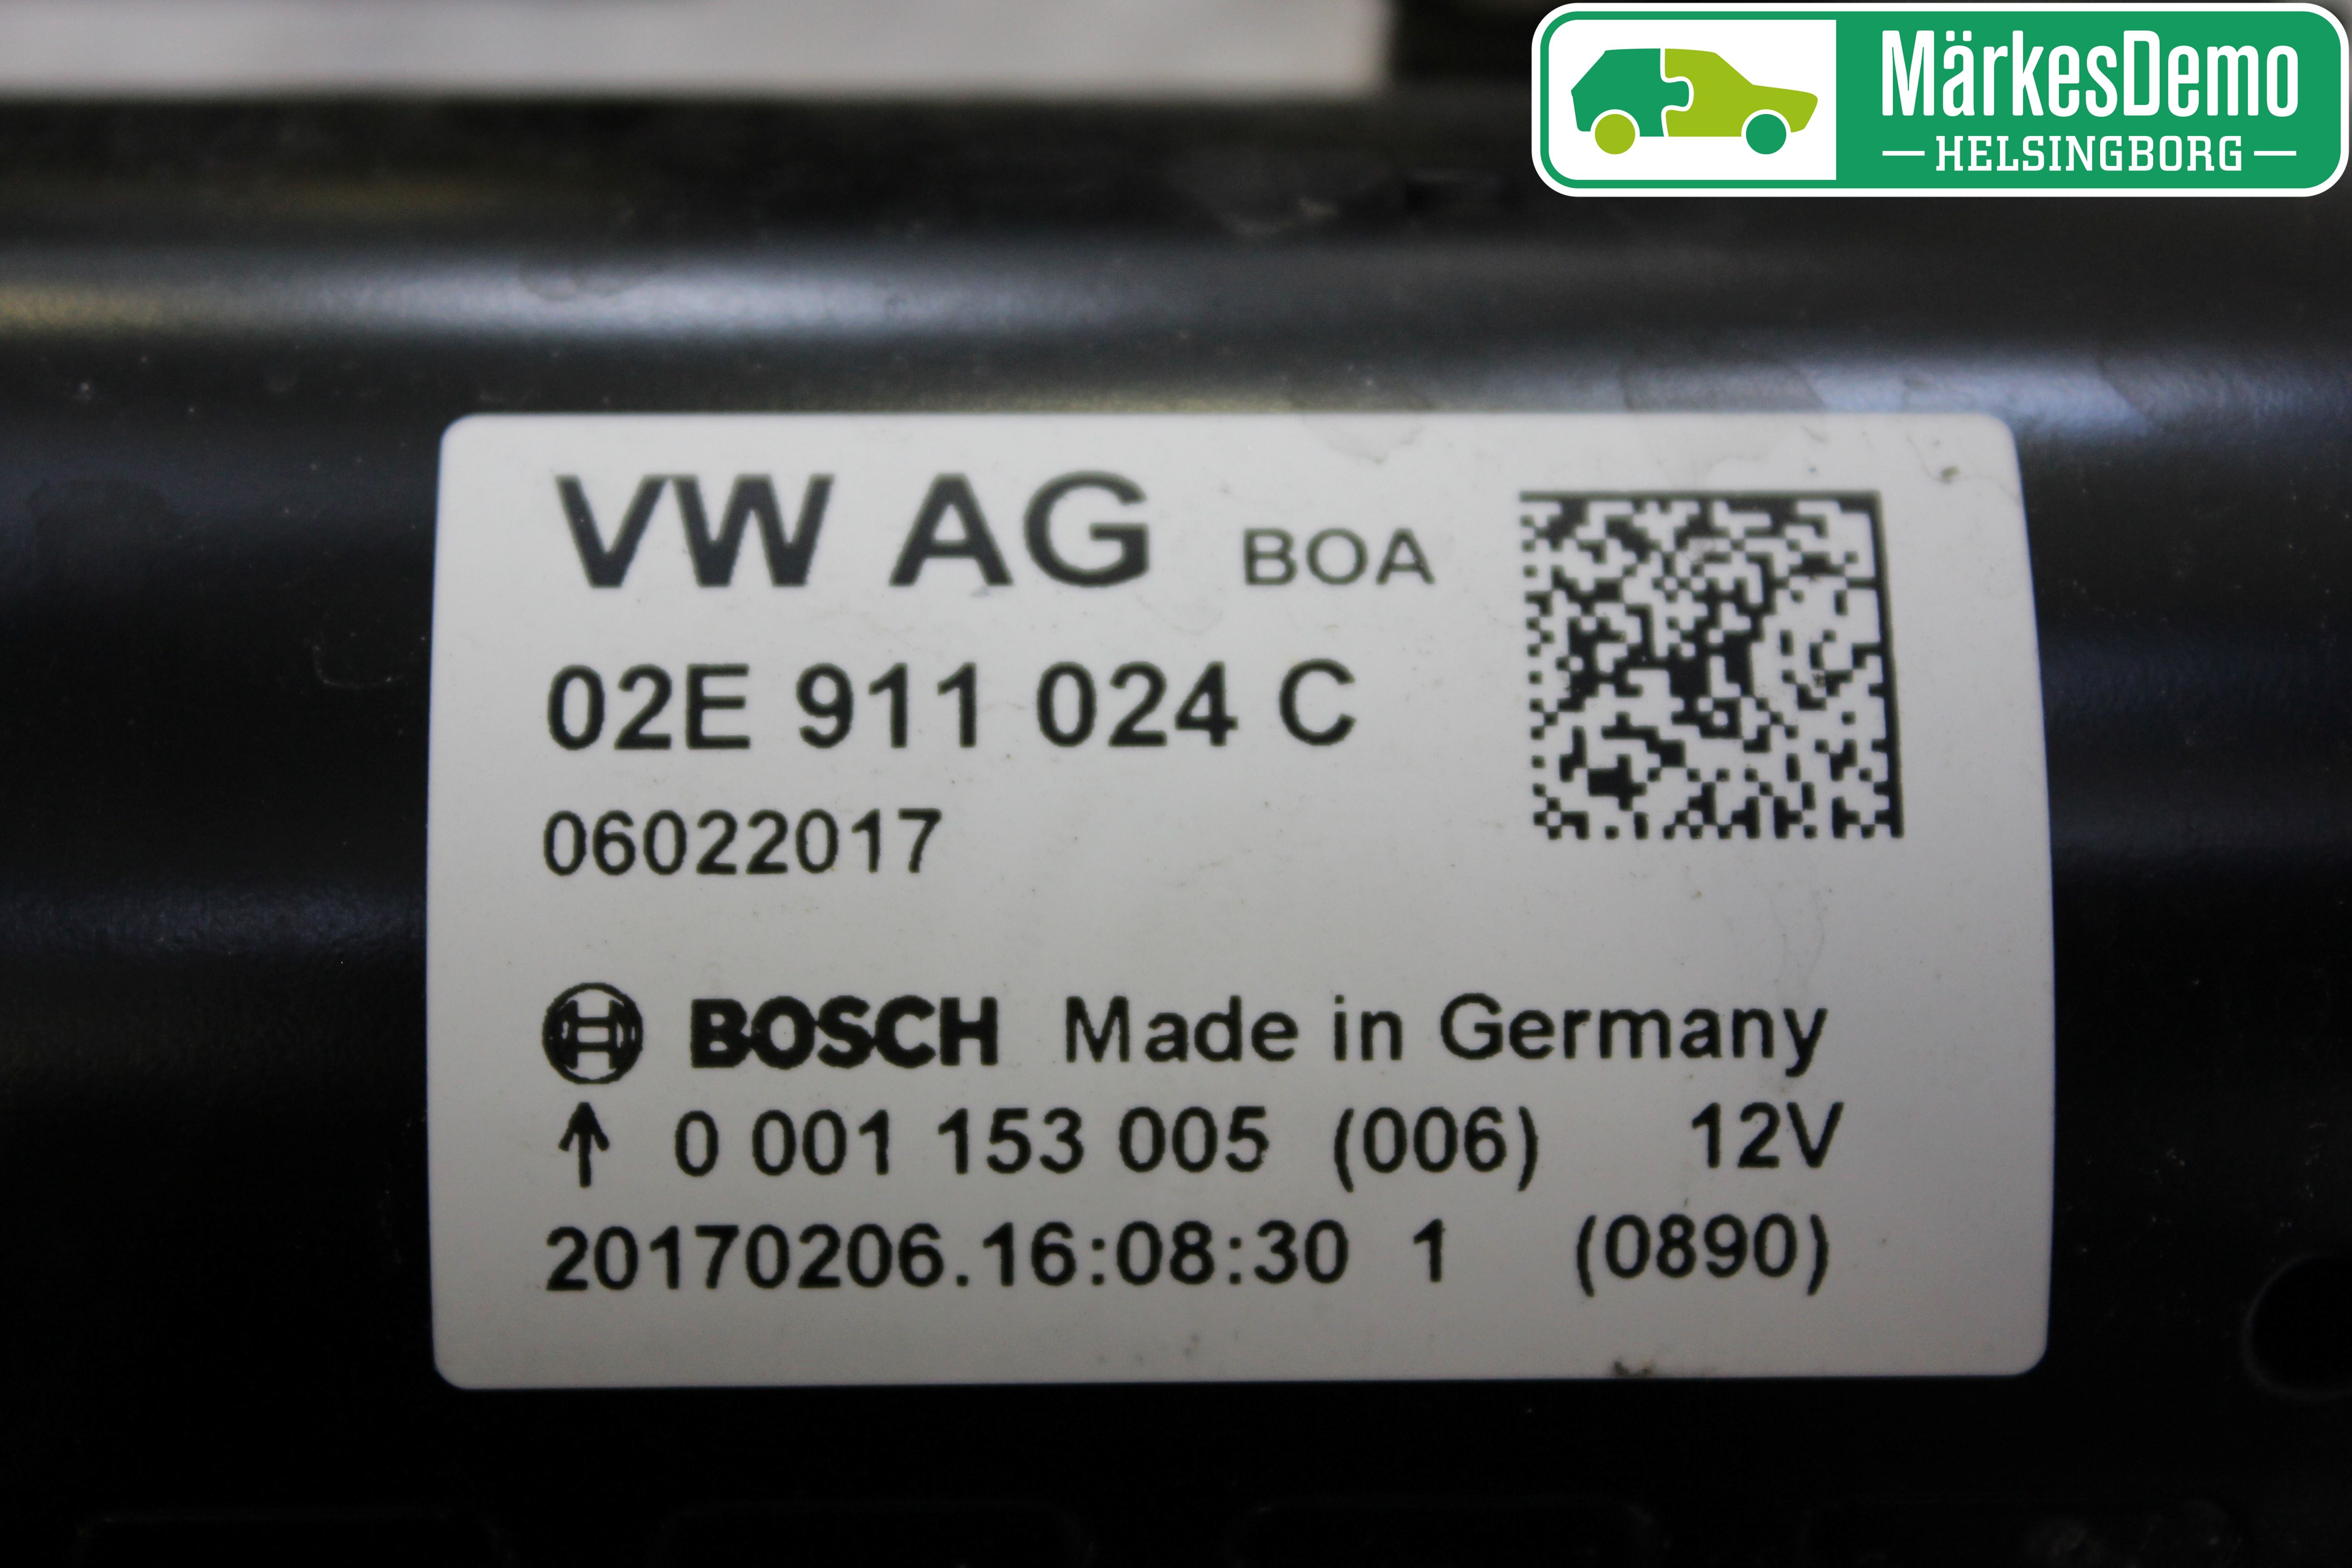 MärkesDemo
HELSINGBORG
VW AG BOA
02E 911 024 C
06022017
BOSCH Made in Germany
↑ 0 001 153 005 (006) 12V
20170206.16:08:30 1 (0890)